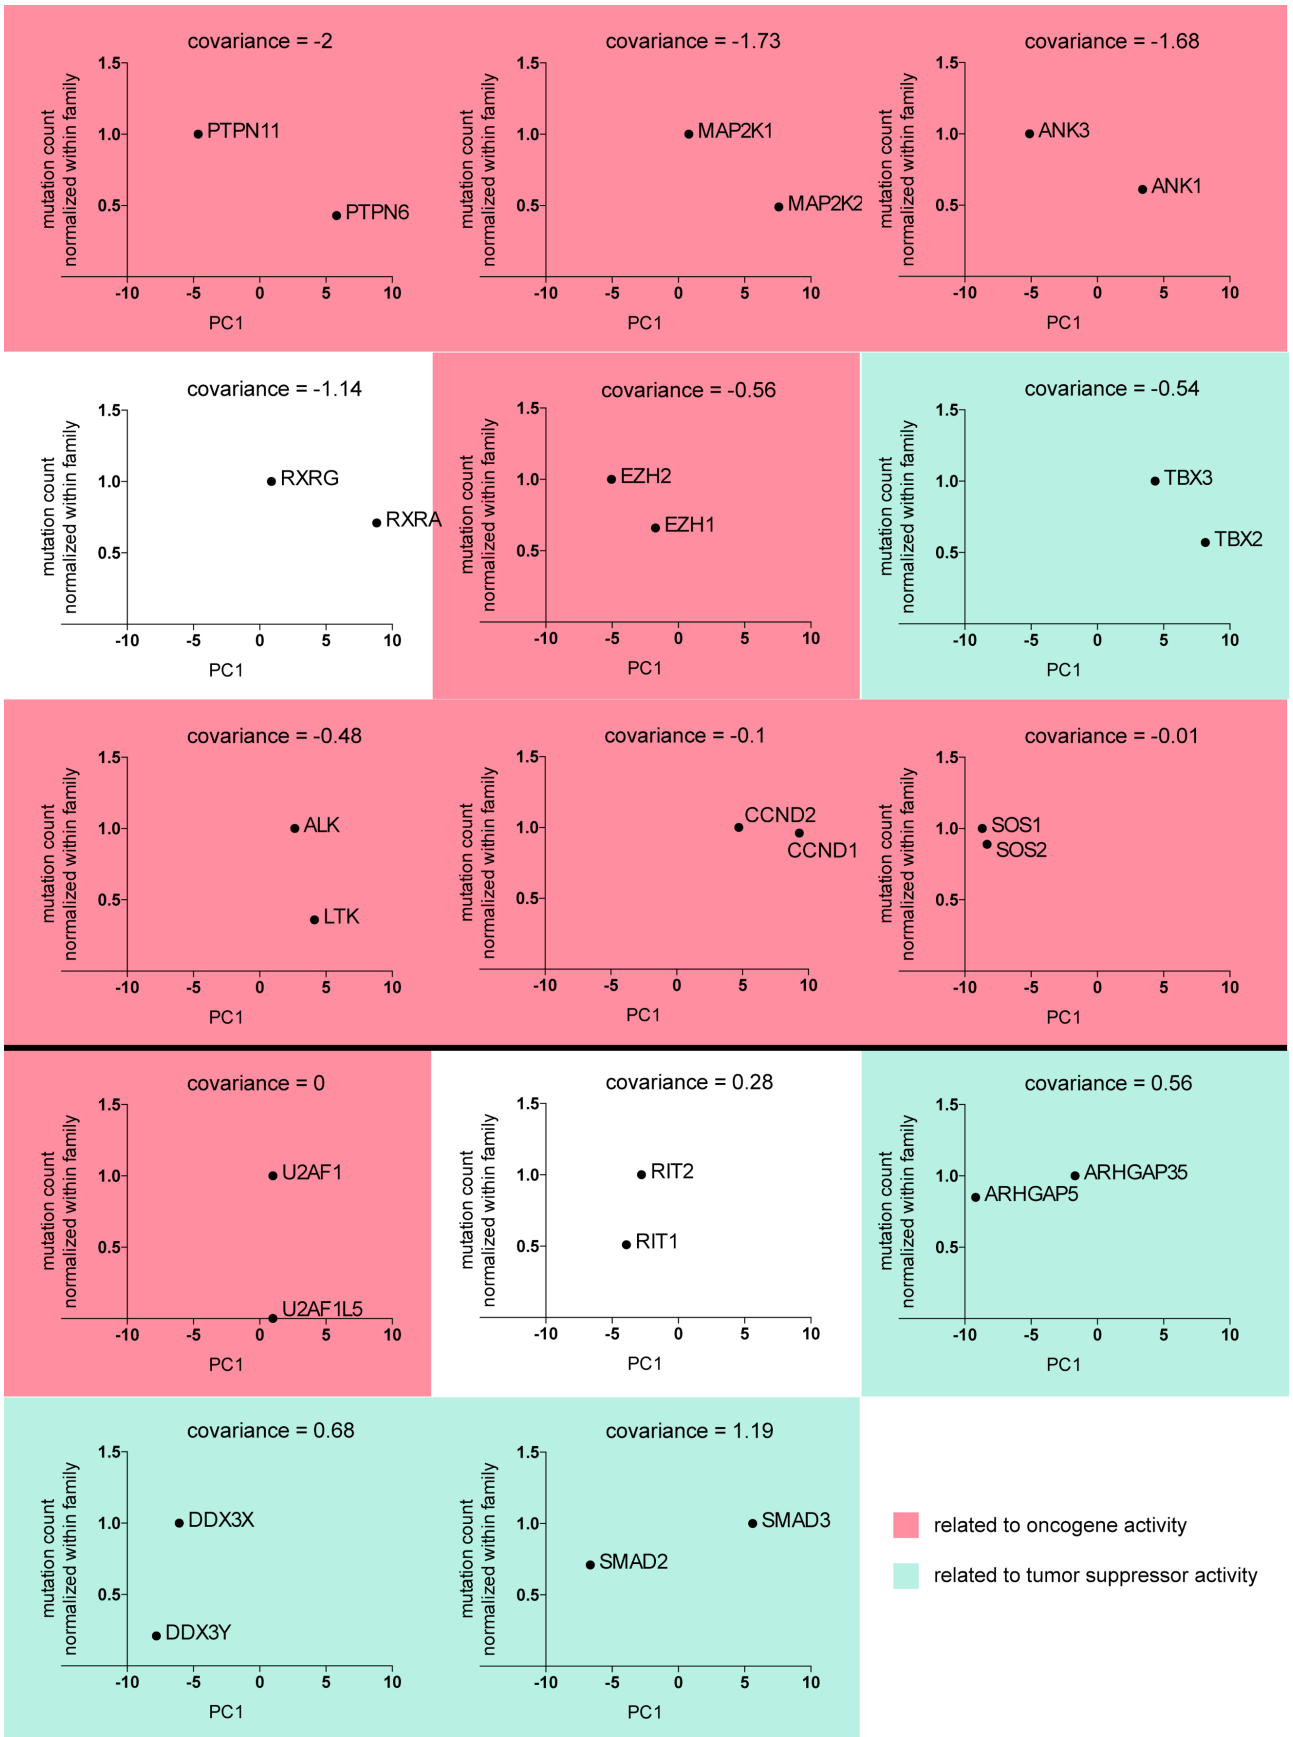 covariance = -2
mutation count
normalized within family
1.5
1.0
0.5
PTPN11
PTPN6
-10 -5 0 5 10
PC1
covariance = -1.73
mutation count
normalized within family
1.5
1.0
0.5
MAP2K1
MAP2K2
-10 -5 0 5 10
PC1
covariance = -1.68
mutation count
normalized within family
1.5
1.0
0.5
ANK3
ANK1
-10 -5 0 5 10
PC1
covariance = -1.14
mutation count
normalized within family
1.5
1.0
0.5
RXRG
RXRA
-10 -5 0 5 10
PC1
covariance = -0.56
mutation count
normalized within family
1.5
1.0
0.5
EZH2
EZH1
-10 -5 0 5 10
PC1
covariance = -0.54
mutation count
normalized within family
1.5
1.0
0.5
TBX3
TBX2
-10 -5 0 5 10
PC1
covariance = -0.48
mutation count
normalized within family
1.5
1.0
0.5
ALK
LTK
-10 -5 0 5 10
PC1
covariance = -0.1
mutation count
normalized within family
1.5
1.0
0.5
CCND2
CCND1
-10 -5 0 5 10
PC1
covariance = -0.01
mutation count
normalized within family
1.5
1.0
0.5
SOS1
SOS2
-10 -5 0 5 10
PC1
covariance = 0
mutation count
normalized within family
1.5
1.0
0.5
U2AF1
U2AF1L5
-10 -5 0 5 10
PC1
covariance = 0.28
mutation count
normalized within family
1.5
1.0
0.5
RIT2
RIT1
-10 -5 0 5 10
PC1
covariance = 0.56
mutation count
normalized within family
1.5
1.0
0.5
ARHGAP35
ARHGAP5
-10 -5 0 5 10
PC1
covariance = 0.68
mutation count
normalized within family
1.5
1.0
0.5
DDX3X
DDX3Y
-10 -5 0 5 10
PC1
covariance = 1.19
mutation count
normalized within family
1.5
1.0
0.5
SMAD3
SMAD2
-10 -5 0 5 10
PC1
related to oncogene activity
related to tumor suppressor activity